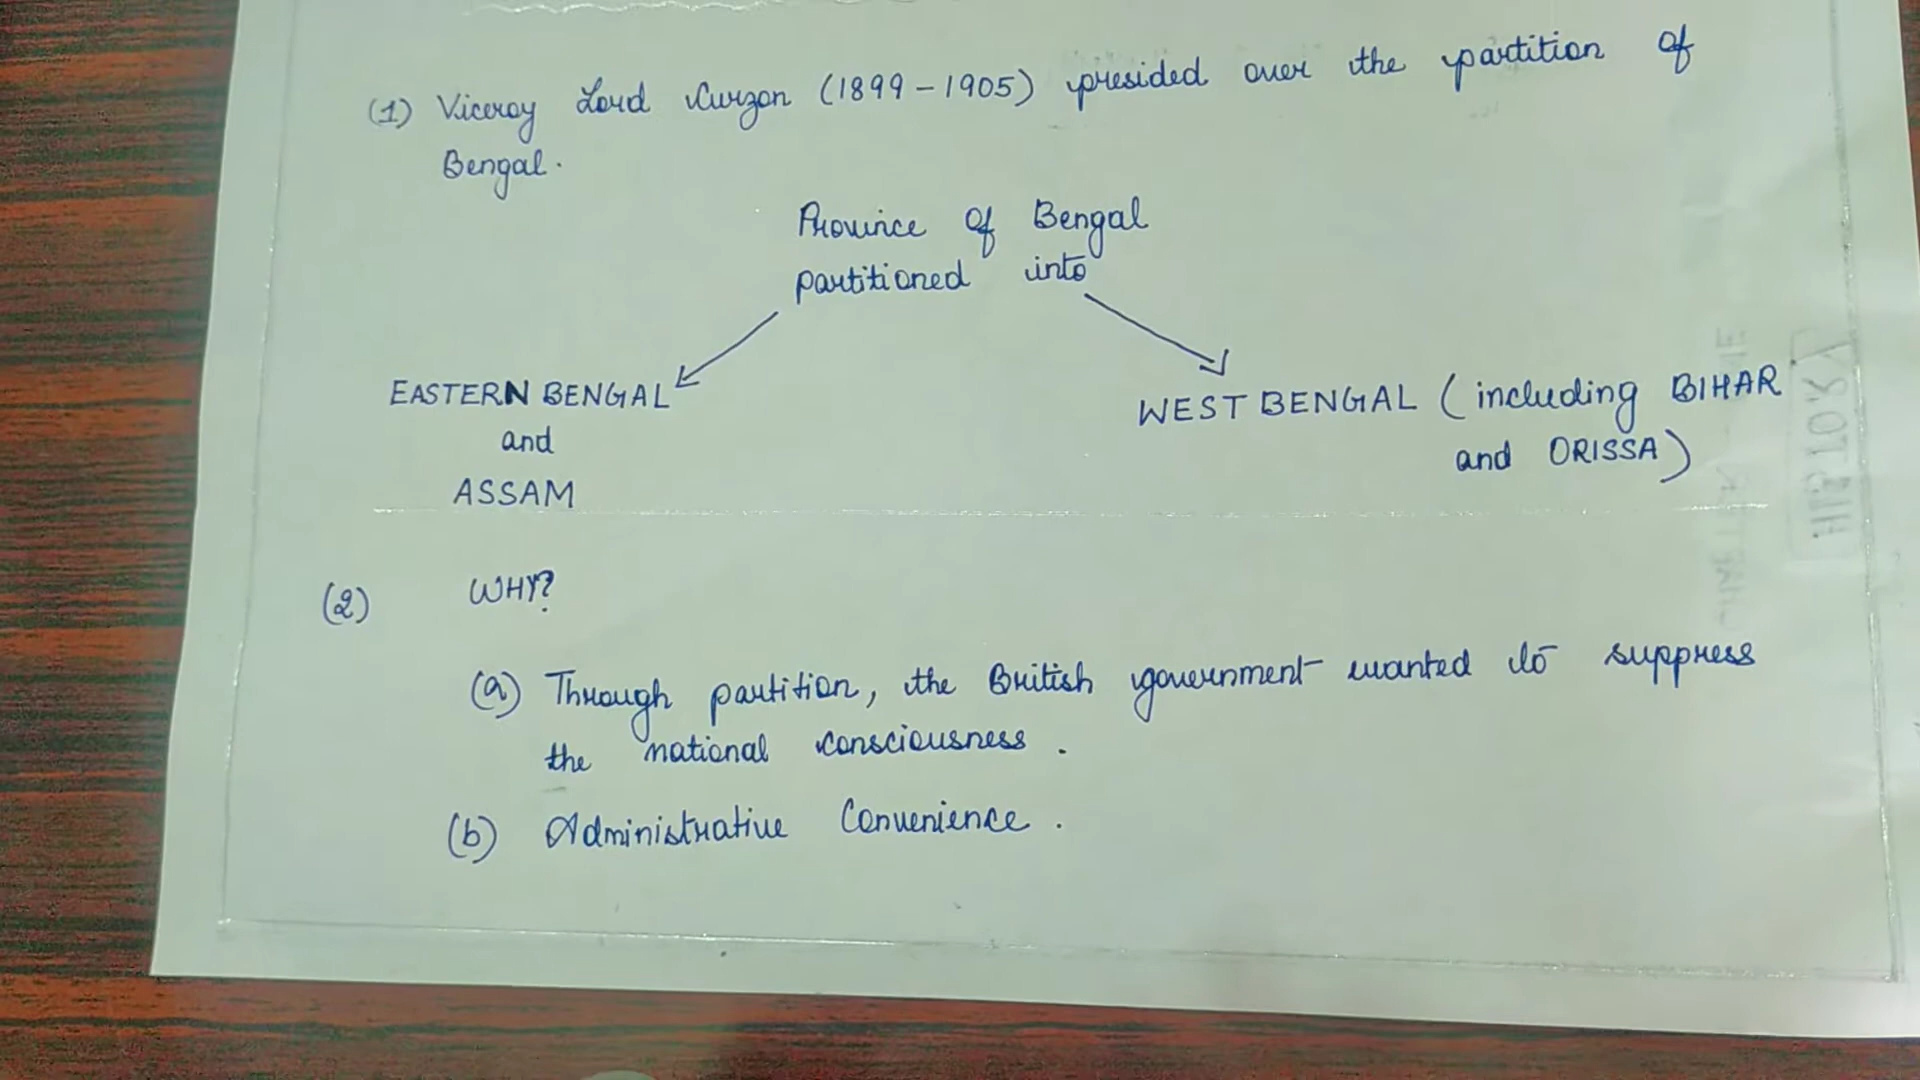 (1) Viceroy Lord Curzon (1899-1905) presided over the partition of
Bengal.
Province of Bengal
partitioned into
EASTERN BENGAL
and
ASSAM
WEST BENGAL (including BIHAR
and ORISSA)
(2) WHY?
(a) Through partition, the British government wanted to suppress
the national consciousness.
(b) Administrative Convenience.
HISTORY